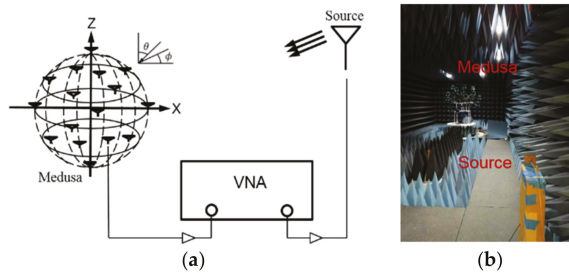 Z
Source
θ
ϕ
X
Medusa
VNA
Medusa
Source
(a)
(b)